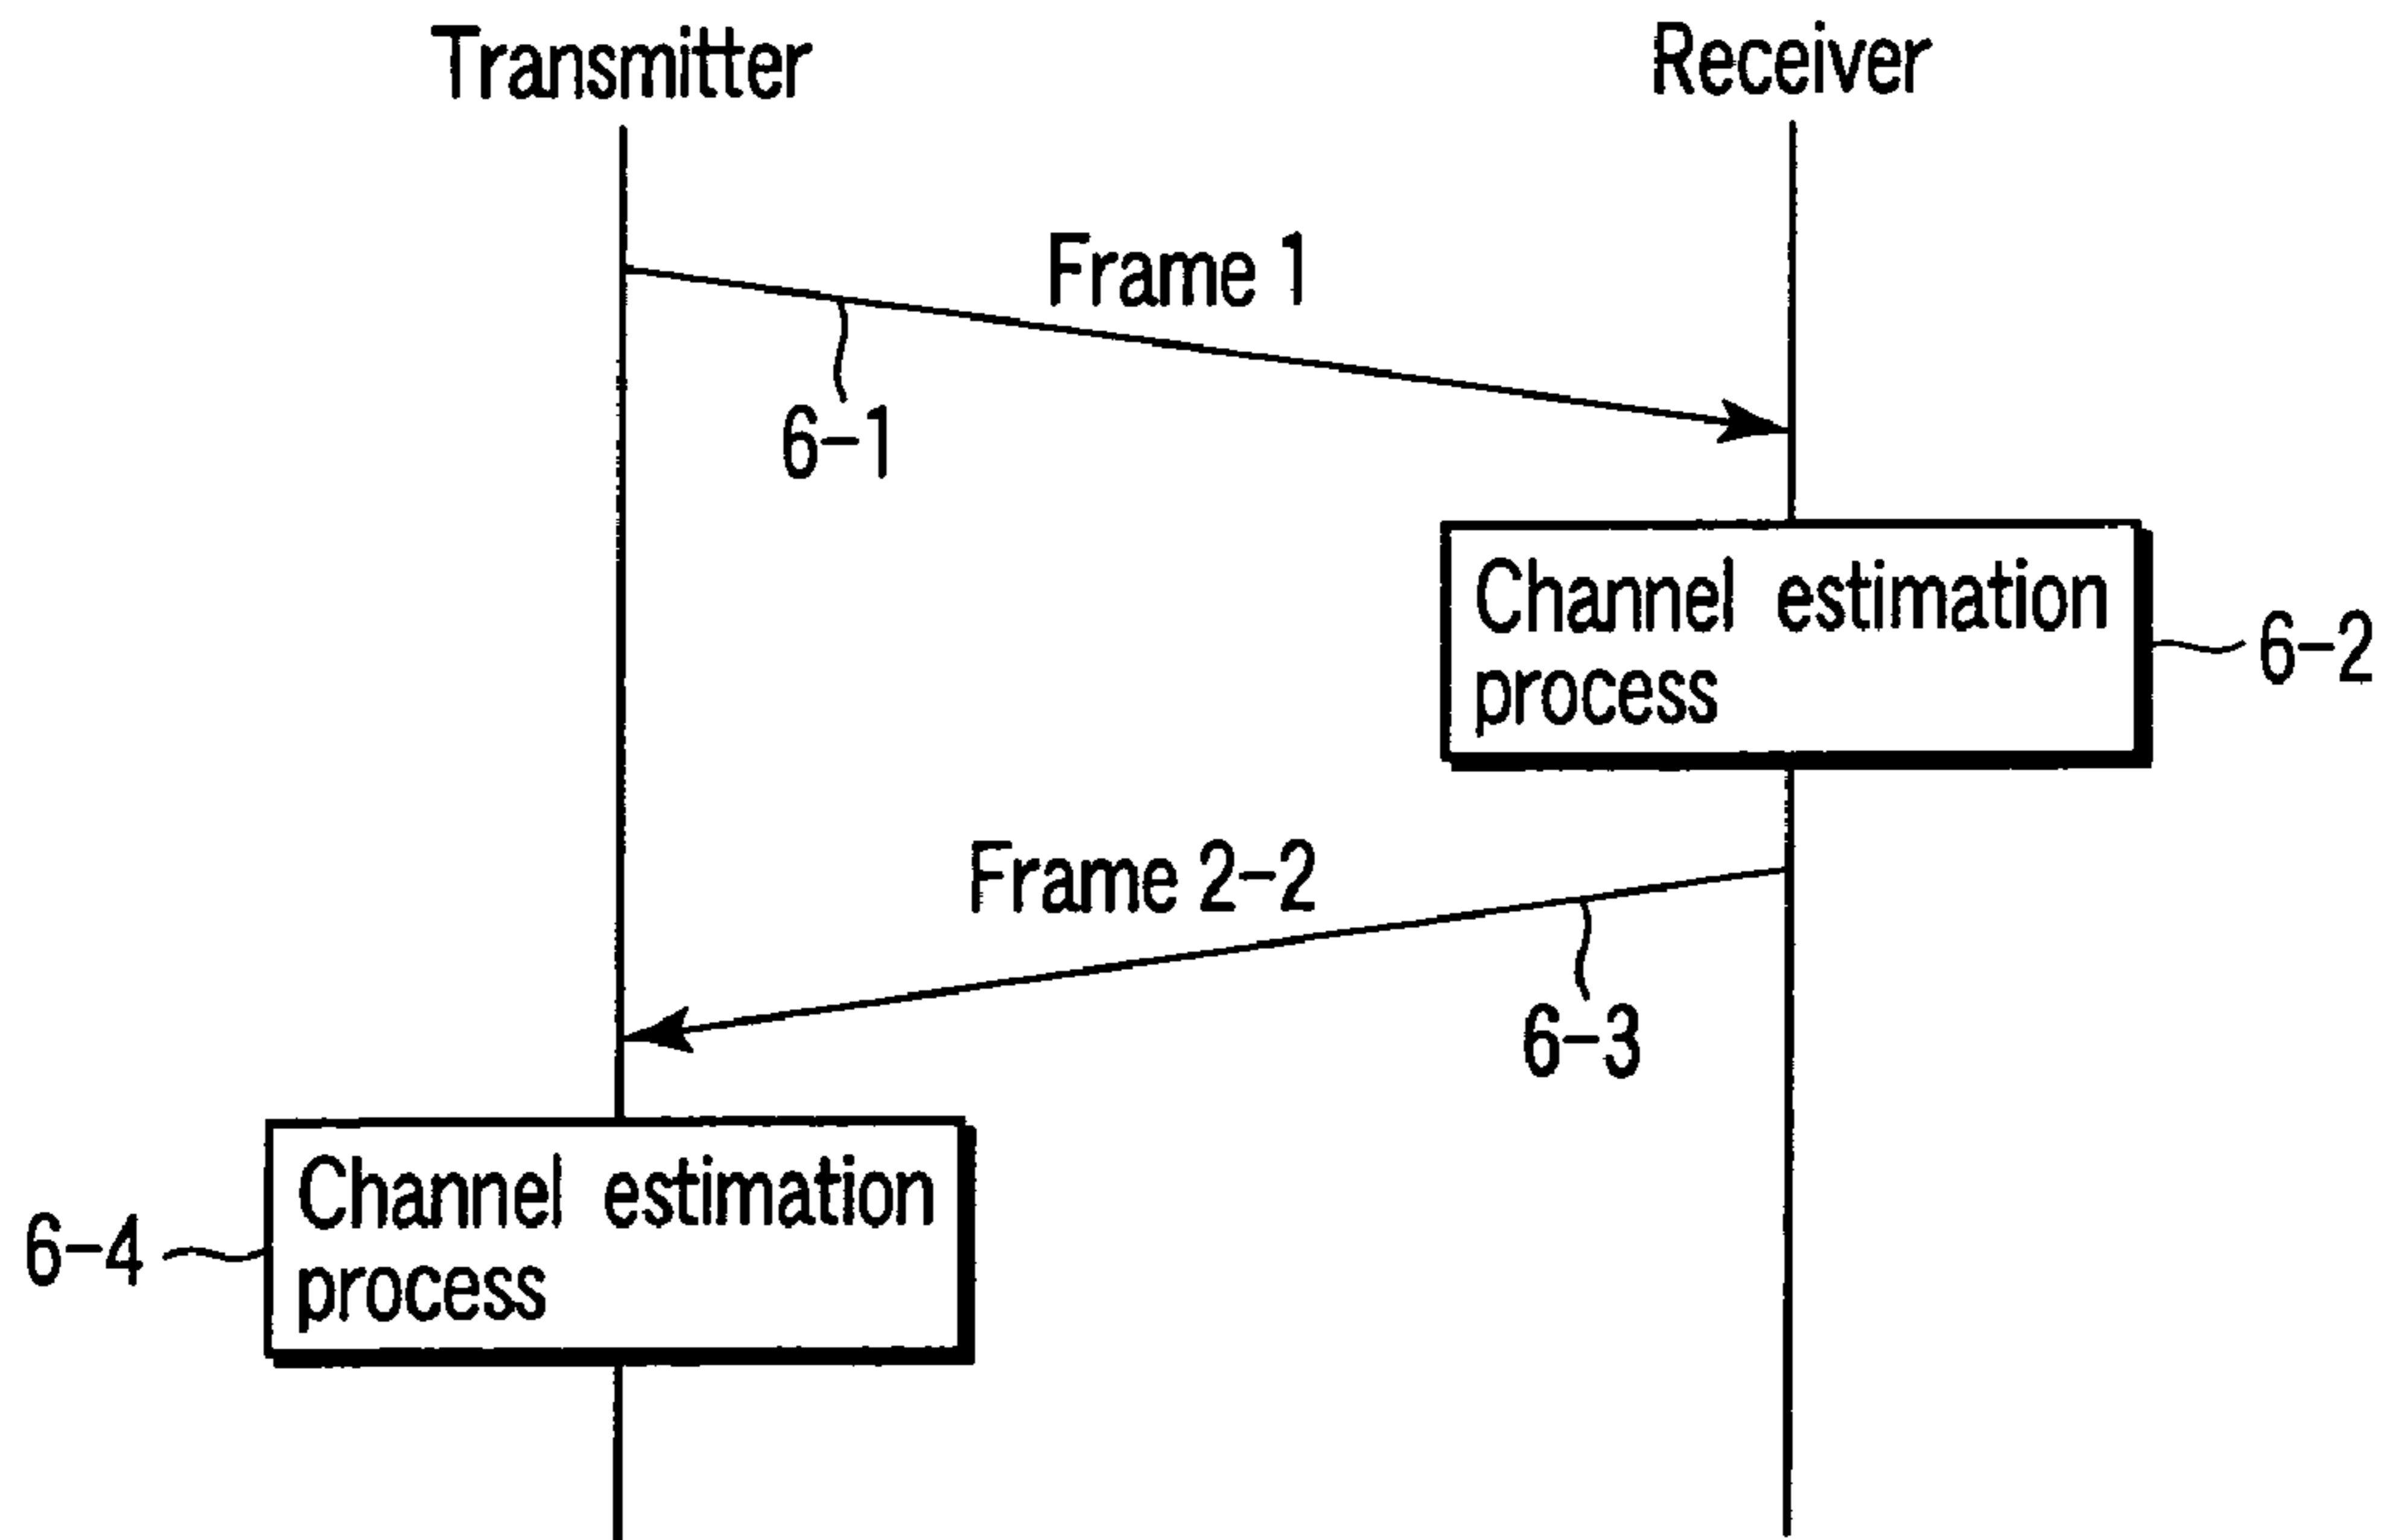 Transmitter
Receiver
Frame 1
6-1
Channel estimation
process
6-2
Frame 2-2
6-3
Channel estimation
process
6-4